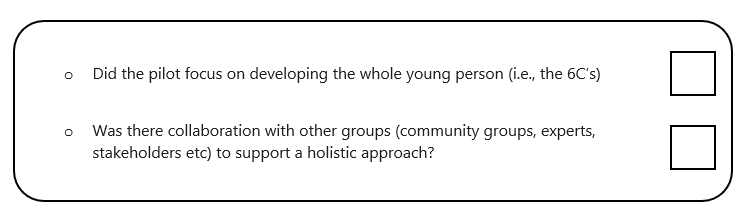 o Did the pilot focus on developing the whole young person (i.e., the 6C's)
o Was there collaboration with other groups (community groups, experts,
stakeholders etc) to support a holistic approach?